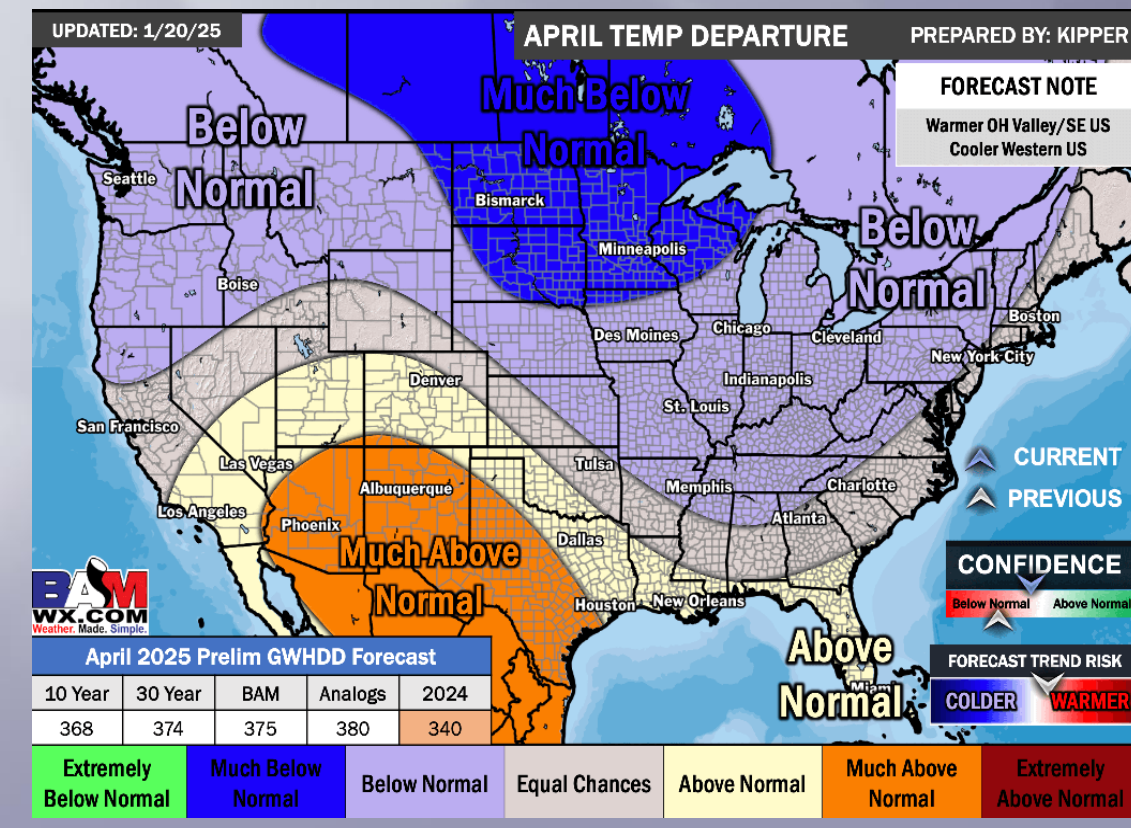 UPDATED: 1/20/25
APRIL TEMP DEPARTURE
PREPARED BY: KIPPER
FORECAST NOTE
Warmer OH Valley/SE US
Cooler Western US
Much Below
Normal
Below
Normal
Below
Normal
Seattle
Bismarck
Minneapolis
Boise
Boston
Des Moines
Chicago
Cleveland
New York City
Denver
Indianapolis
St. Louis
San Francisco
Las Vegas
Tulsa
Memphis
Charlotte
Albuquerque
Los Angeles
Phoenix
Atlanta
Dallas
Much Above
Normal
Houston
New Orleans
Above
Normal
Miami
CURRENT
PREVIOUS
CONFIDENCE
Below Normal
Above Normal
FORECAST TREND RISK
COLDER
WARMER
BAM
WX.COM
Weather. Made. Simple.
April 2025 Prelim GWHDD Forecast
10 Year 30 Year BAM Analogs 2024
368 374 375 380 340
Extremely
Below Normal
Much Below
Normal
Below Normal
Equal Chances
Above Normal
Much Above
Normal
Extremely
Above Normal